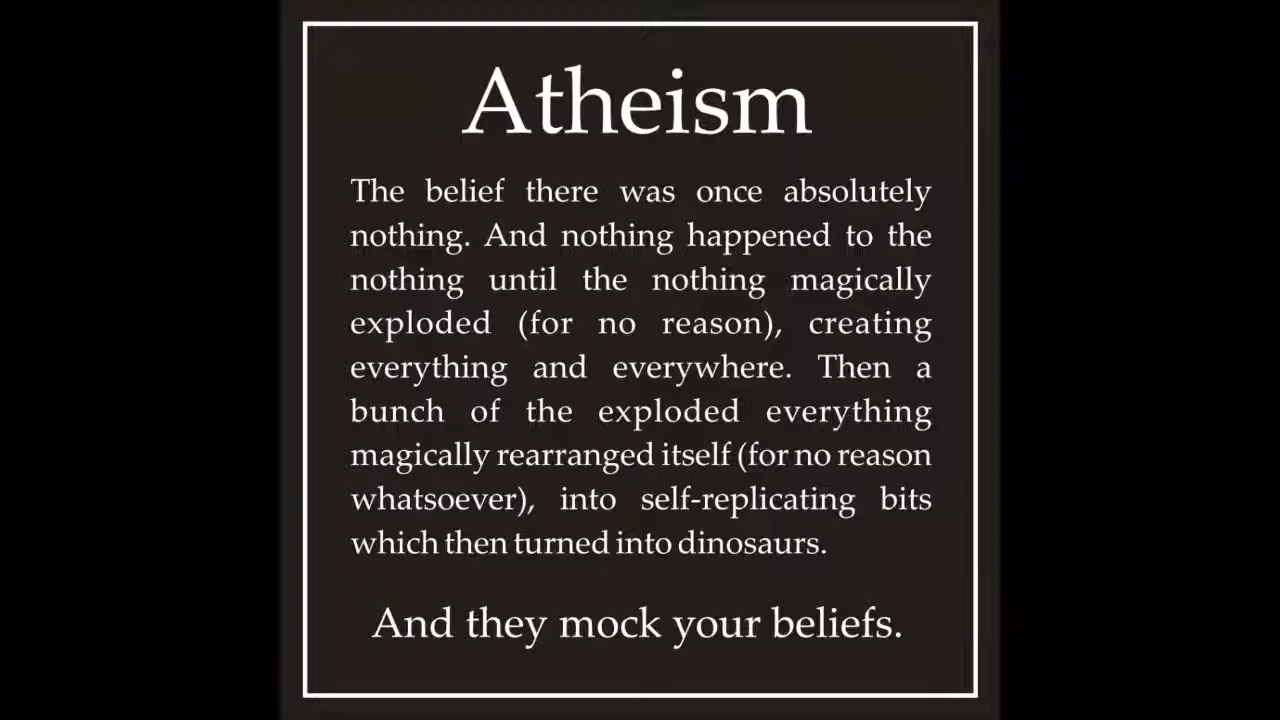 Atheism
The belief there was once absolutely
nothing. And nothing happened to the
nothing until the nothing magically
exploded (for no reason), creating
everything and everywhere. Then a
bunch of the exploded everything
magically rearranged itself (for no reason
whatsoever), into self-replicating bits
which then turned into dinosaurs.
And they mock your beliefs.